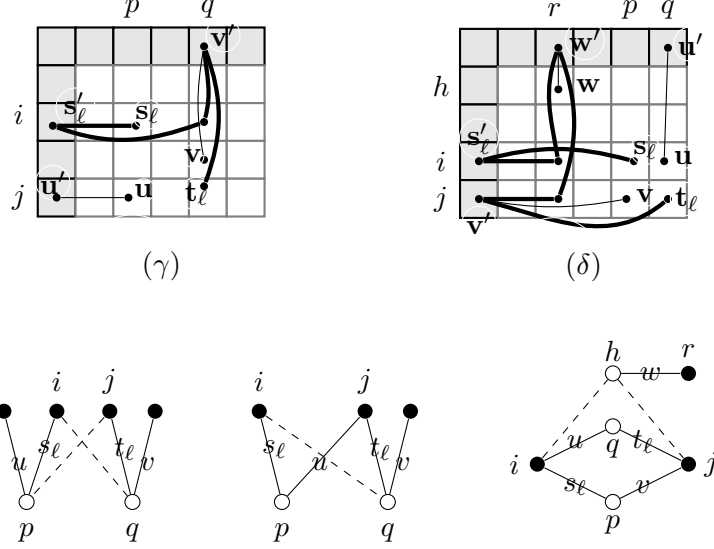 p q
v′
i s′ℓ sℓ
v
j u′ u tℓ
(γ)
r p q
w′ u′
h w
s′ℓ sℓ
i u
j v tℓ
v′
(δ)
i j
u sℓ tℓ v
p q
i j
sℓ u tℓ v
p q
h r
w
u q tℓ
i j
sℓ v
p